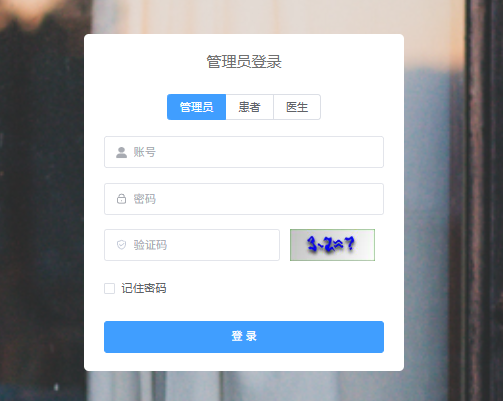 管理员登录
管理员 患者 医生
账号
密码
验证码 3-2=?
记住密码
登录